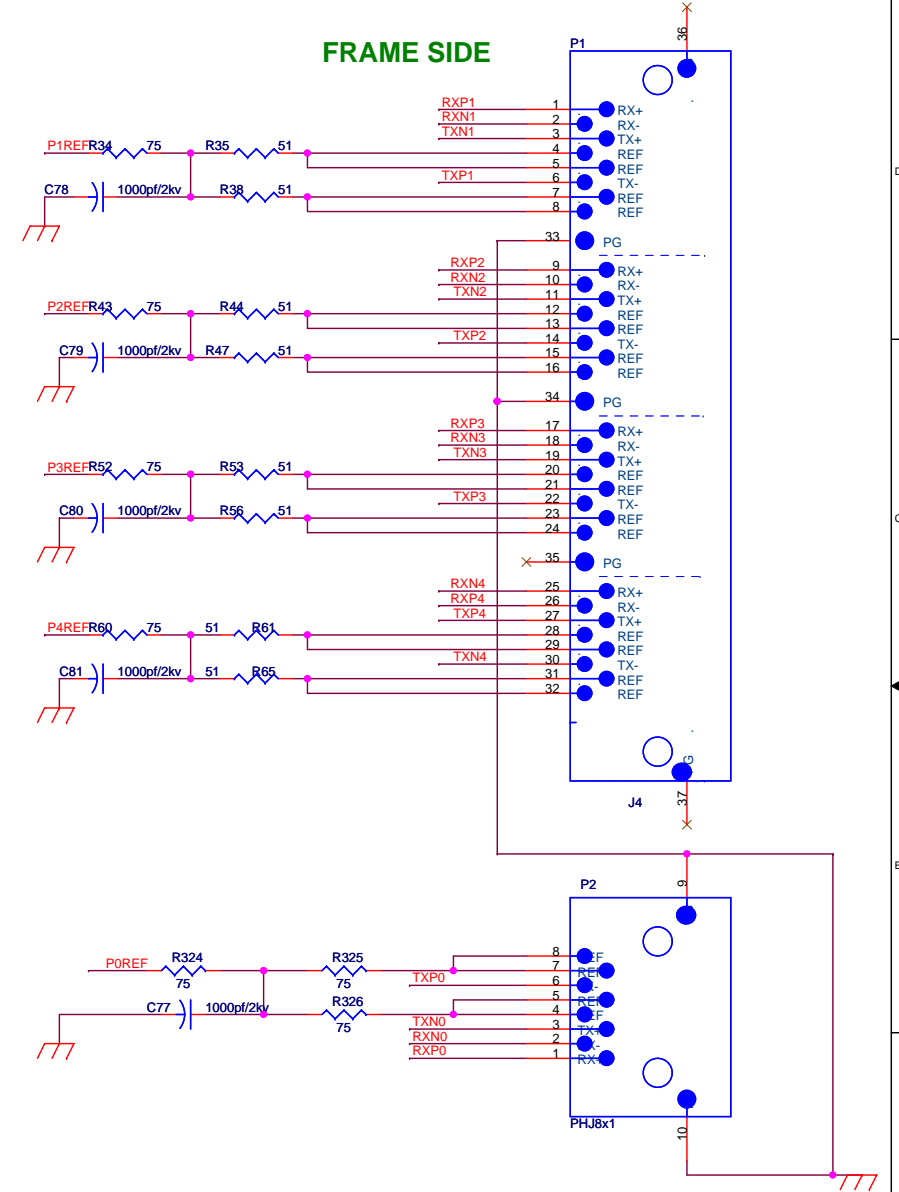 36
FRAME SIDE
P1
RXP1 1 RX+
RXN1 2 RX-
TXN1 3 TX+
P1REF R34 75 R35 51 4 REF
5 REF
TXP1 6 TX-
C78 1000pf/2kv R38 51 7 REF
8 REF
33 PG
RXP2 9 RX+
RXN2 10 RX-
TXN2 11 TX+
P2REF R43 75 R44 51 12 REF
13 REF
TXP2 14 TX-
C79 1000pf/2kv R47 51 15 REF
16 REF
34 PG
RXP3 17 RX+
RXN3 18 RX-
TXN3 19 TX+
P3REF R52 75 R53 51 20 REF
21 REF
TXP3 22 TX-
C80 1000pf/2kv R56 51 23 REF
24 REF
35 PG
RXN4 25 RX+
RXP4 26 RX-
TXP4 27 TX+
P4REF R60 75 51 R61 28 REF
29 REF
TXN4 30 TX-
C81 1000pf/2kv 51 R65 31 REF
32 REF
G
J4 37
P2 9
8 EF
P0REF R324 75 R325 75 7 REF
TXP0 6 X-
5 REF
C77 1000pf/2kv R326 75 4 EF
TXN0 3 TX+
RXN0 2 X-
RXP0 1 RX+
PHJ8x1 10